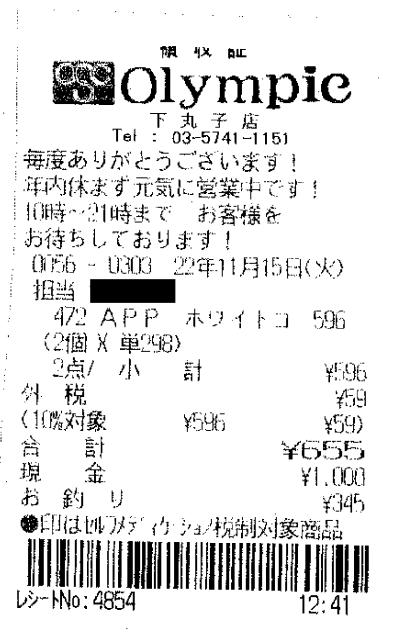 領収証
Olympic
下丸子店
Tel : 03-5741-1151
毎度ありがとうございます!
年内休まず元気に営業中です!
10時~21時まで お客様を
お待ちしております!
0056 - 0303 22年11月15日(火)
担当
472 APP ホワイトコ 596
(2個 X 単298)
2点/ 小 計 ¥596
外 税 ¥59
(10%対象 ¥596 ¥59)
合 計 ¥655
現 金 ¥1,000
お 釣 り ¥345
●印はセルフメディケーション税制対象商品
レシートNo:4854 12:41